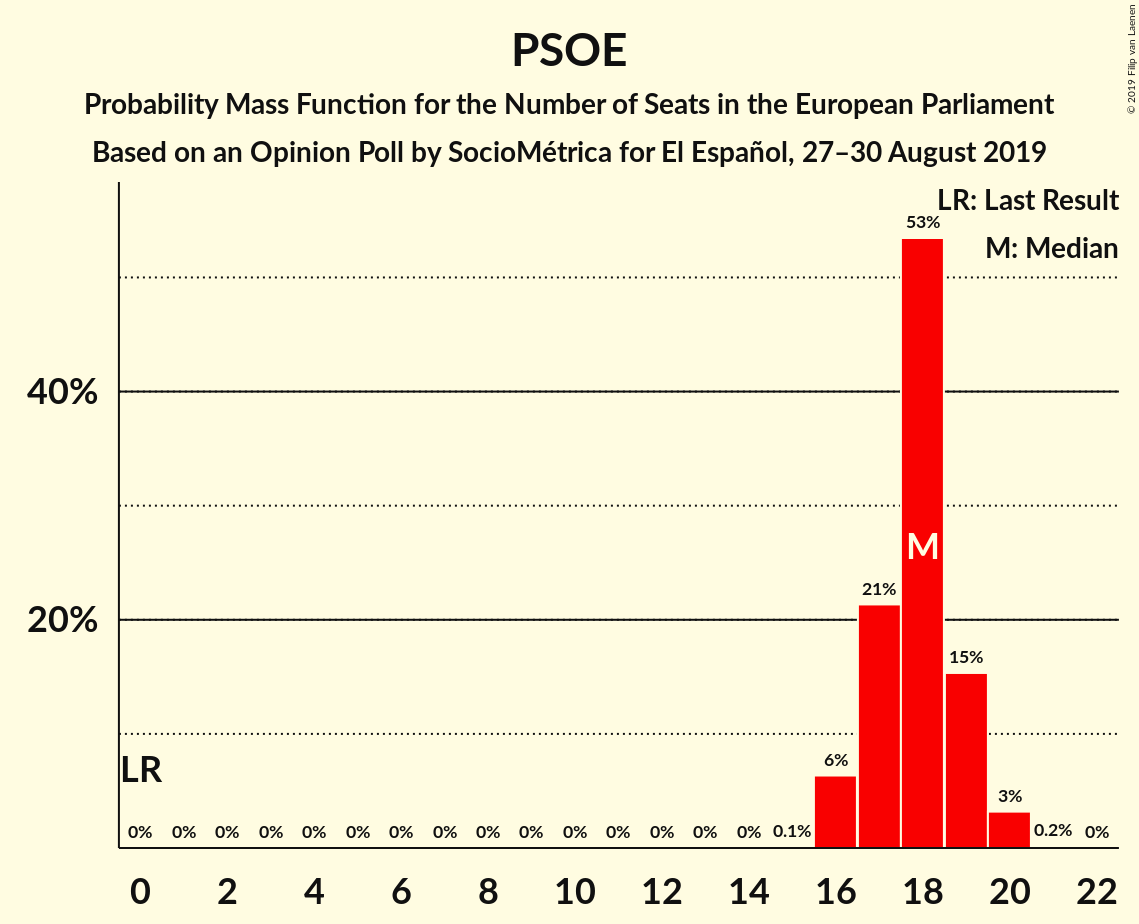 PSOE
Probability Mass Function for the Number of Seats in the European Parliament
Based on an Opinion Poll by SocioMétrica for El Español, 27–30 August 2019
© 2019 Filip van Laenen
LR: Last Result
M: Median
53%
40%
M
21%
20%
15%
LR
6%
3%
0% 0% 0% 0% 0% 0% 0% 0% 0% 0% 0% 0% 0% 0% 0% 0.1% 0.2% 0%
0 2 4 6 8 10 12 14 16 18 20 22